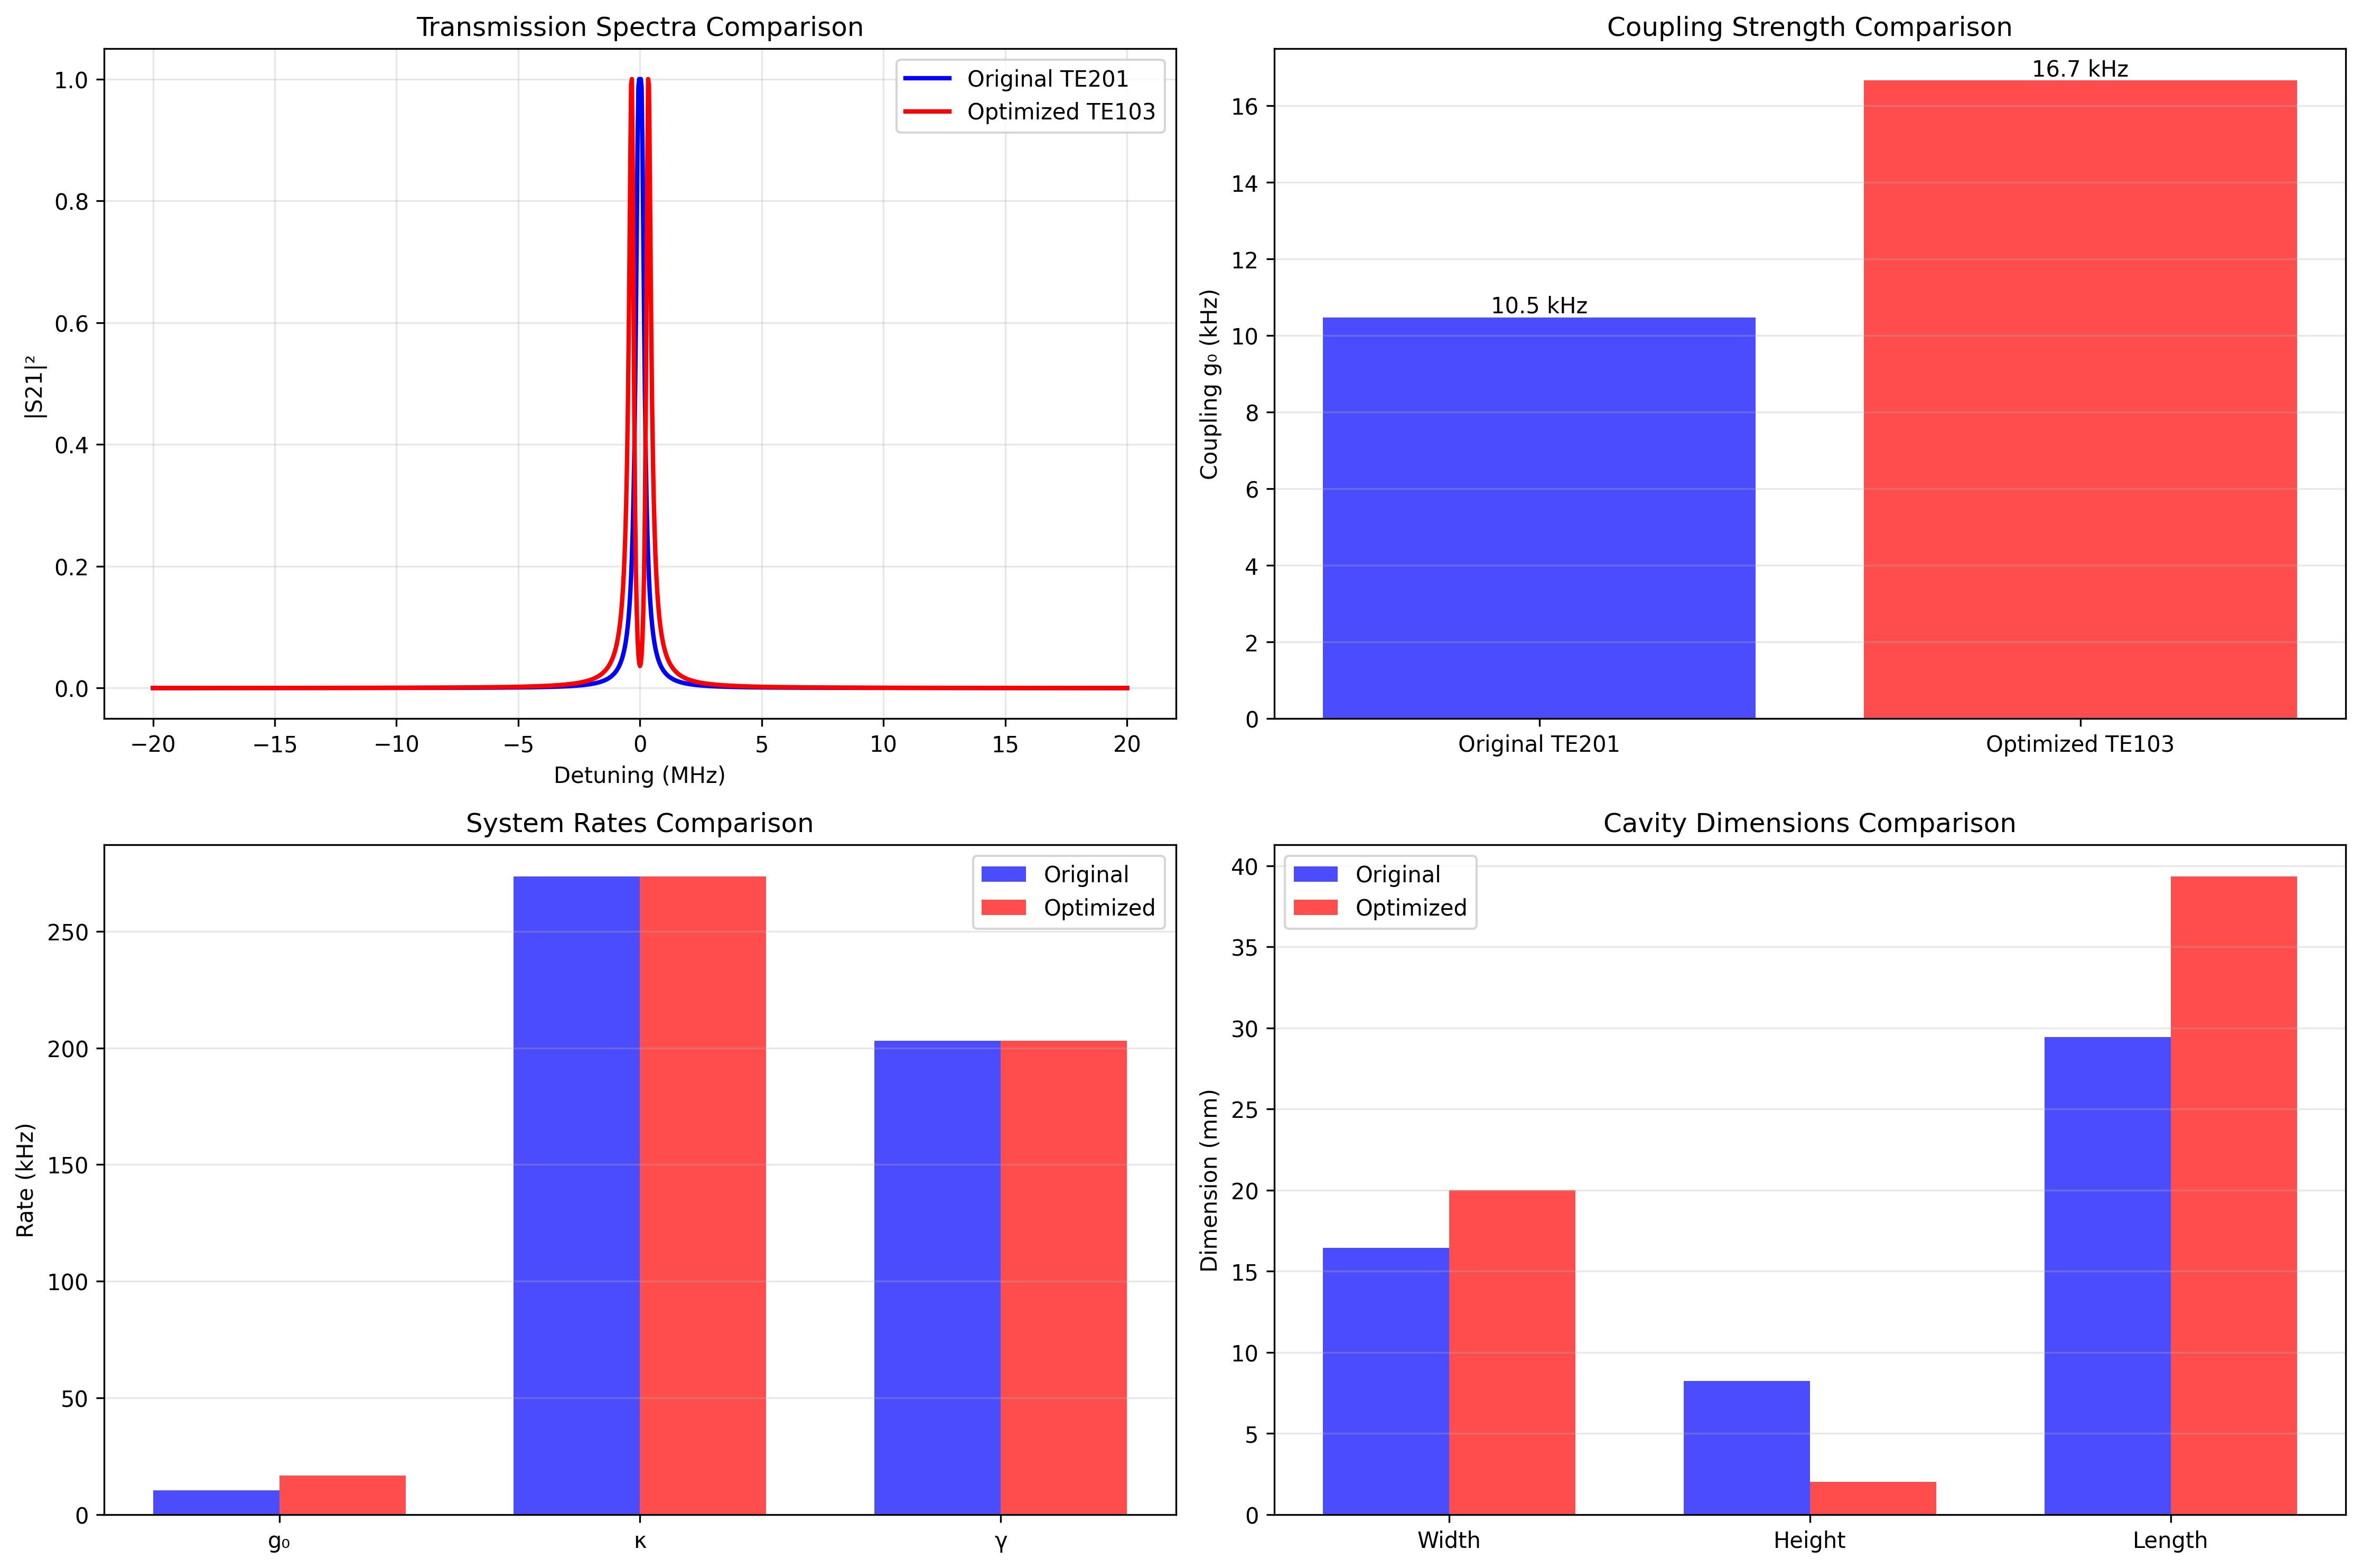 Transmission Spectra Comparison
|S21|²
1.0
0.8
0.6
0.4
0.2
0.0
Original TE201
Optimized TE103
−20
−15
−10
−5
0
5
10
15
20
Detuning (MHz)
Coupling Strength Comparison
Coupling g₀ (kHz)
16
14
12
10
8
6
4
2
0
10.5 kHz
16.7 kHz
Original TE201
Optimized TE103
System Rates Comparison
Rate (kHz)
250
200
150
100
50
0
Original
Optimized
g₀
κ
γ
Cavity Dimensions Comparison
Dimension (mm)
40
35
30
25
20
15
10
5
0
Original
Optimized
Width
Height
Length